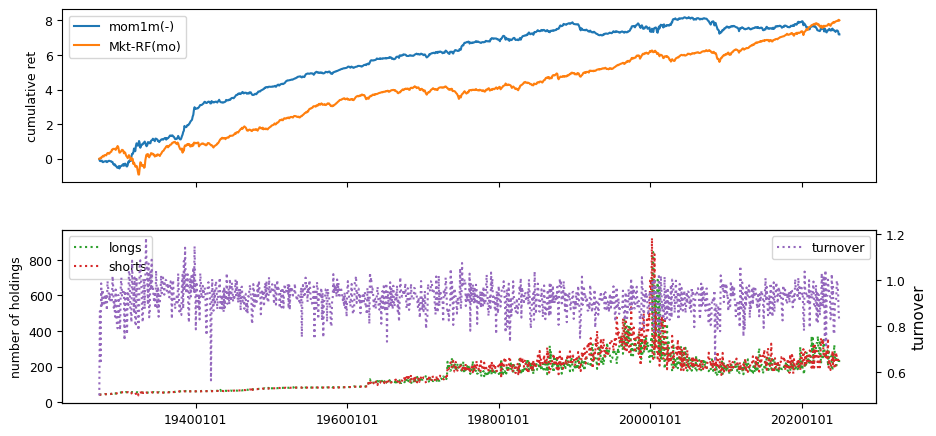 8
6
4
2
0
cumulative ret
mom1m(-)
Mkt-RF(mo)
800
600
400
200
0
number of holdings
longs
shorts
turnover
1.2
1.0
0.8
0.6
turnover
19400101
19600101
19800101
20000101
20200101